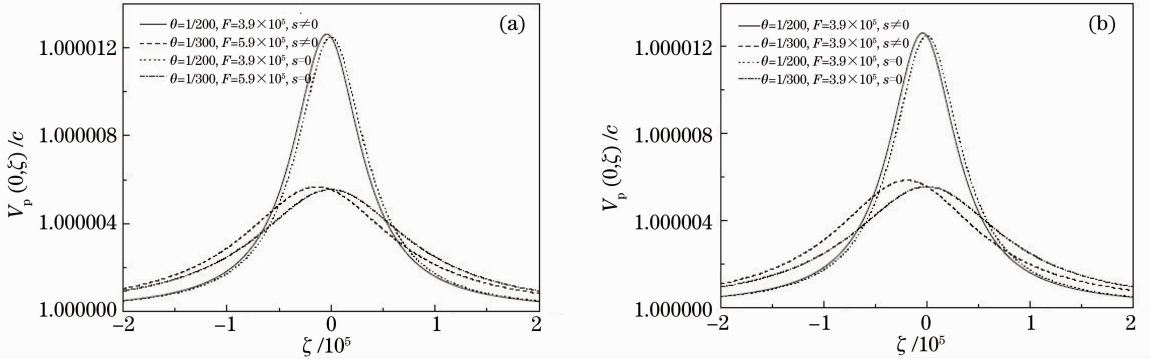 (a)
θ=1/200, F=3.9×10⁵, s≠0
θ=1/300, F=5.9×10⁵, s≠0
θ=1/200, F=3.9×10⁵, s=0
θ=1/300, F=5.9×10⁵, s=0
1.000012
1.000008
1.000004
1.000000
Vₚ (0,ζ) /c
−2
−1
0
1
2
ζ /10⁵
(b)
θ=1/200, F=3.9×10⁵, s≠0
θ=1/300, F=3.9×10⁵, s≠0
θ=1/200, F=3.9×10⁵, s=0
θ=1/300, F=3.9×10⁵, s=0
1.000012
1.000008
1.000004
1.000000
Vₚ (0,ζ) /c
−2
−1
0
1
2
ζ /10⁵